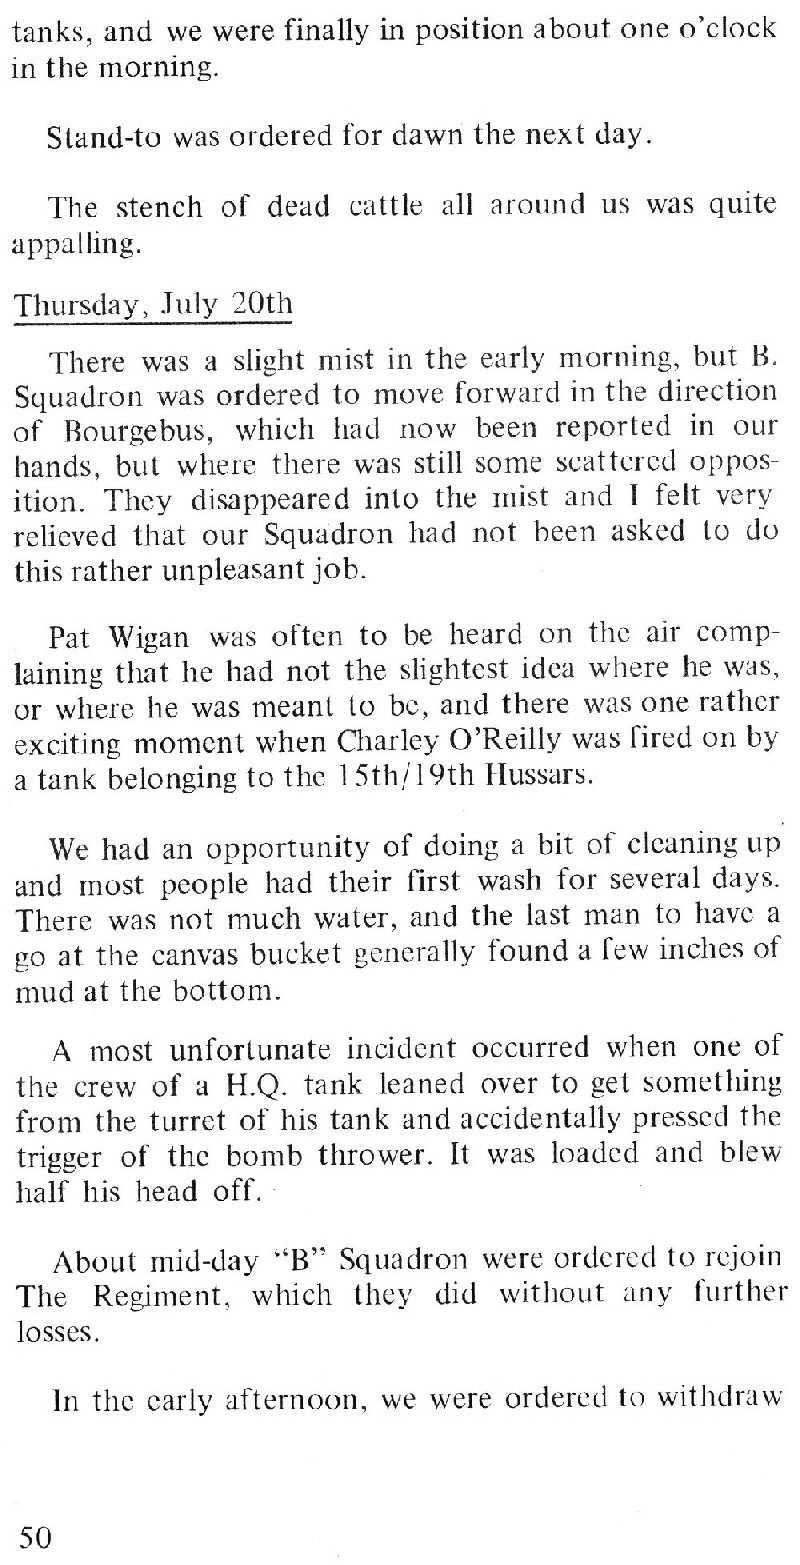 tanks, and we were finally in position about one o'clock
in the morning.
Stand-to was ordered for dawn the next day.
The stench of dead cattle all around us was quite
appalling.
Thursday, July 20th
There was a slight mist in the early morning, but B.
Squadron was ordered to move forward in the direction
of Bourgebus, which had now been reported in our
hands, but where there was still some scattered oppos-
ition. They disappeared into the mist and I felt very
relieved that our Squadron had not been asked to do
this rather unpleasant job.
Pat Wigan was often to be heard on the air comp-
laining that he had not the slightest idea where he was,
or where he was meant to be, and there was one rather
exciting moment when Charley O'Reilly was fired on by
a tank belonging to the 15th/19th Hussars.
We had an opportunity of doing a bit of cleaning up
and most people had their first wash for several days.
There was not much water, and the last man to have a
go at the canvas bucket generally found a few inches of
mud at the bottom.
A most unfortunate incident occurred when one of
the crew of a H.Q. tank leaned over to get something
from the turret of his tank and accidentally pressed the
trigger of the bomb thrower. It was loaded and blew
half his head off.
About mid-day "B" Squadron were ordered to rejoin
The Regiment, which they did without any further
losses.
In the early afternoon, we were ordered to withdraw
50